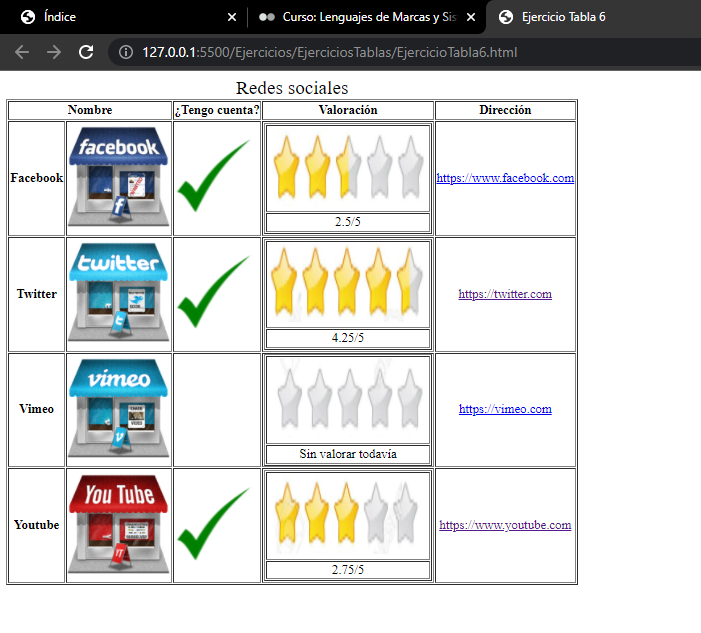 Índice
Curso: Lenguajes de Marcas y Sis
Ejercicio Tabla 6
127.0.0.1:5500/Ejercicios/EjerciciosTablas/EjercicioTabla6.html
Redes sociales
Nombre ¿Tengo cuenta? Valoración Dirección
facebook
Facebook
f
https://www.facebook.com
2.5/5
twitter
Twitter
t
https://twitter.com
4.25/5
vimeo
Vimeo
v
https://vimeo.com
Sin valorar todavía
You Tube
Youtube
https://www.youtube.com
2.75/5